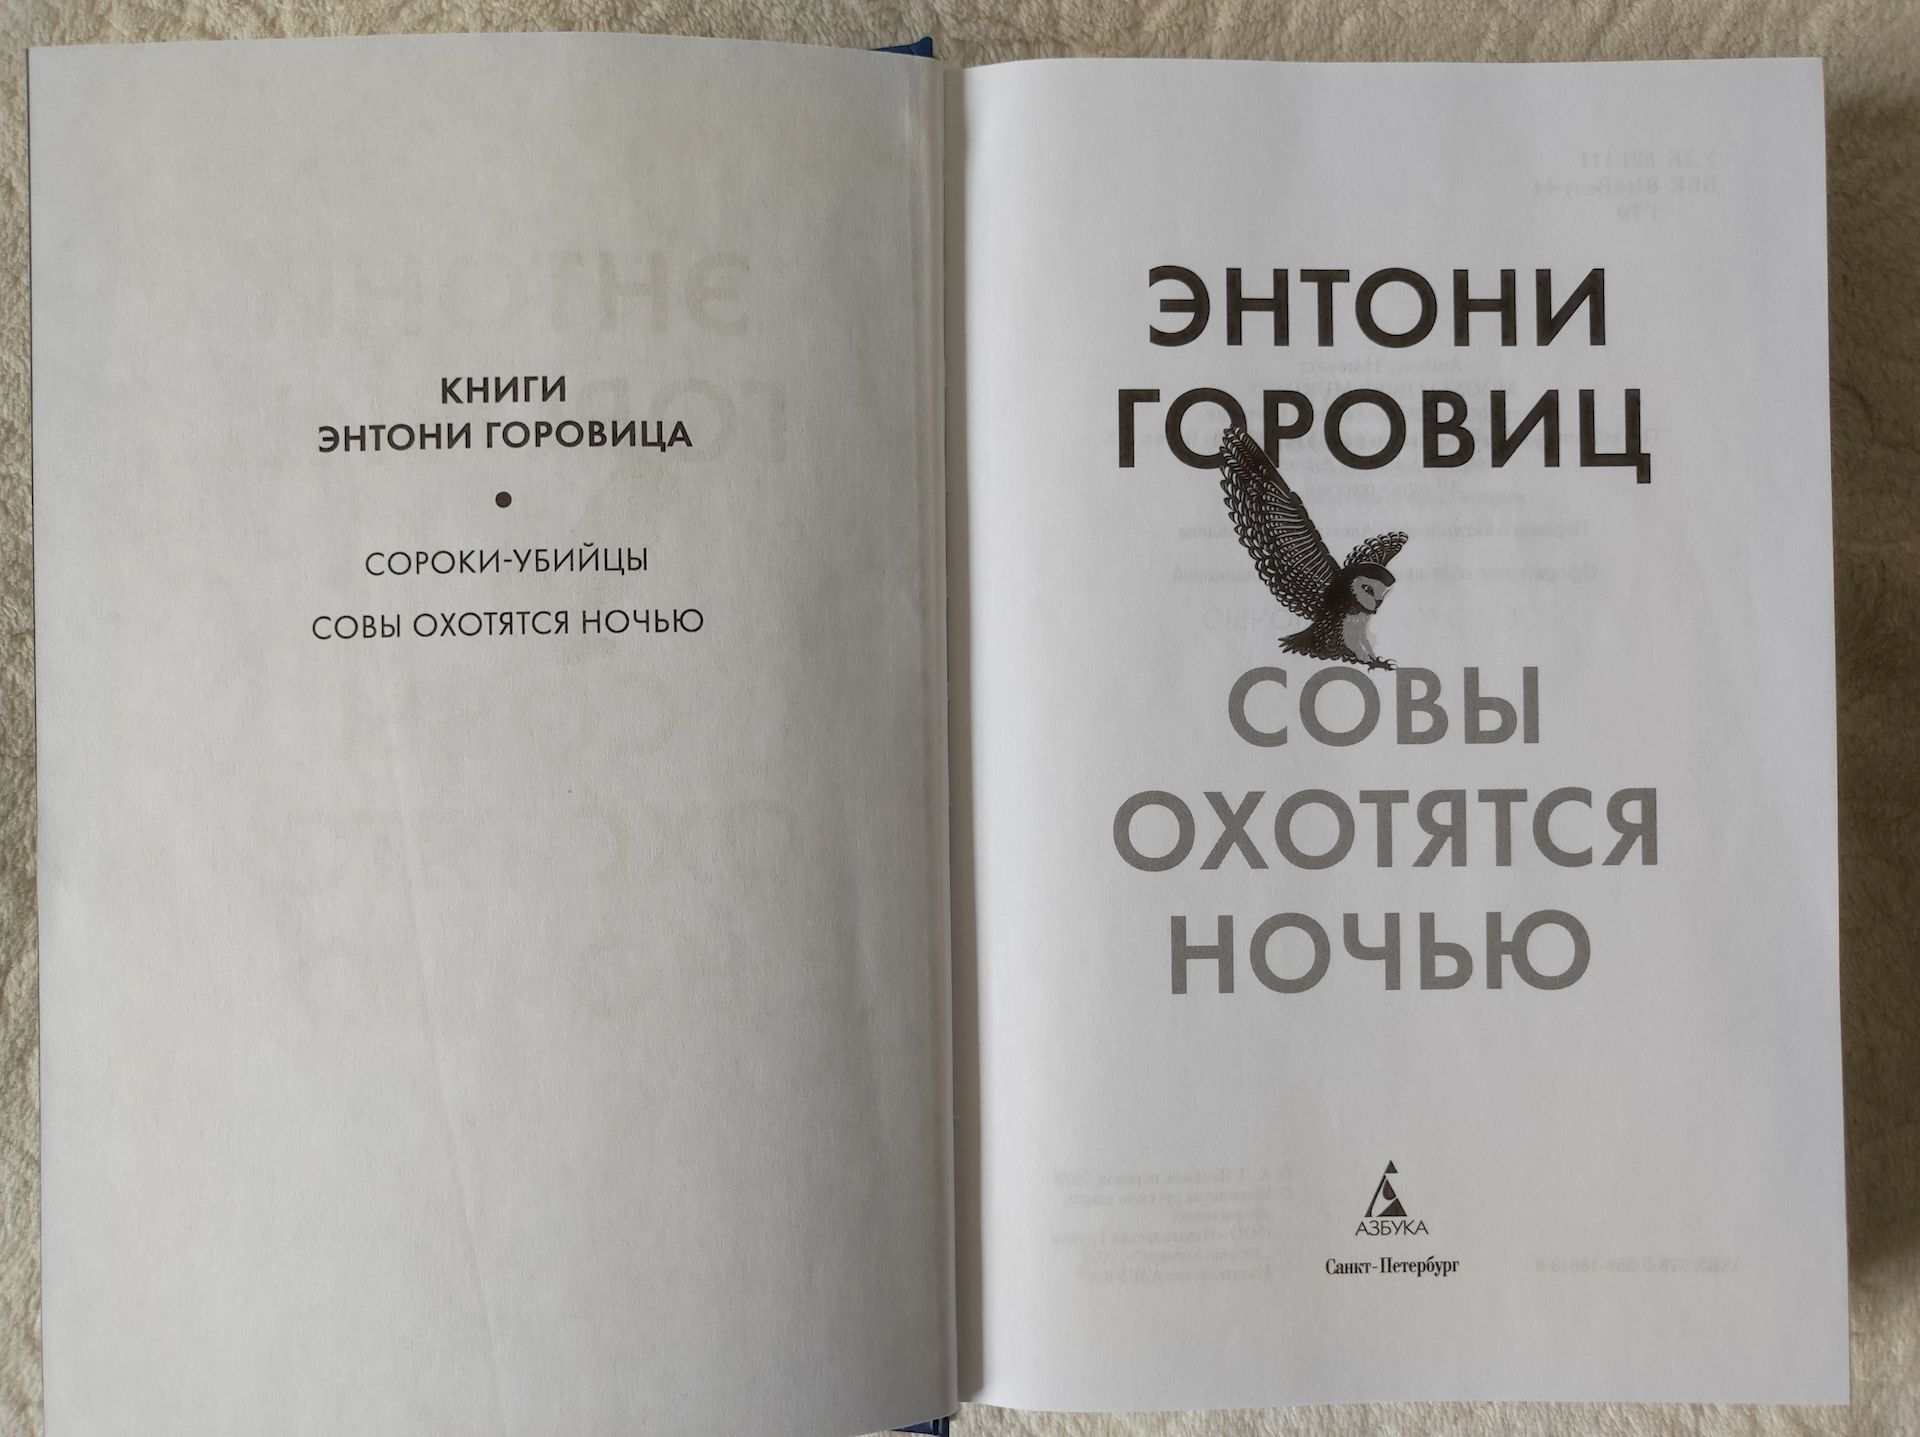 КНИГИ
ЭНТОНИ ГОРОВИЦА
•
СОРОКИ-УБИЙЦЫ
СОВЫ ОХОТЯТСЯ НОЧЬЮ
ЭНТОНИ
ГОРОВИЦ
СОВЫ
ОХОТЯТСЯ
НОЧЬЮ
АЗБУКА
Санкт-Петербург